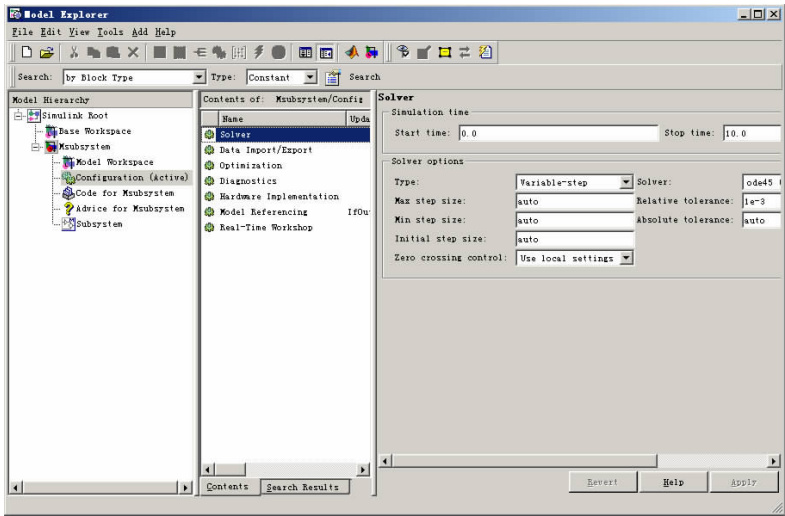 Model Explorer
File Edit View Tools Add Help
Search: by Block Type Type: Constant Search
Model Hierarchy
Simulink Root
Base Workspace
Msubsystem
Model Workspace
Configuration (Active)
Code for Msubsystem
Advice for Msubsystem
Subsystem
Contents of: Msubsystem/Config
Name Upda
Solver
Data Import/Export
Optimization
Diagnostics
Hardware Implementation
Model Referencing IfOu
Real-Time Workshop
Contents Search Results
Solver
Simulation time
Start time: 0.0 Stop time: 10.0
Solver options
Type: Variable-step Solver: ode45
Max step size: auto Relative tolerance: 1e-3
Min step size: auto Absolute tolerance: auto
Initial step size: auto
Zero crossing control: Use local settings
Revert Help Apply